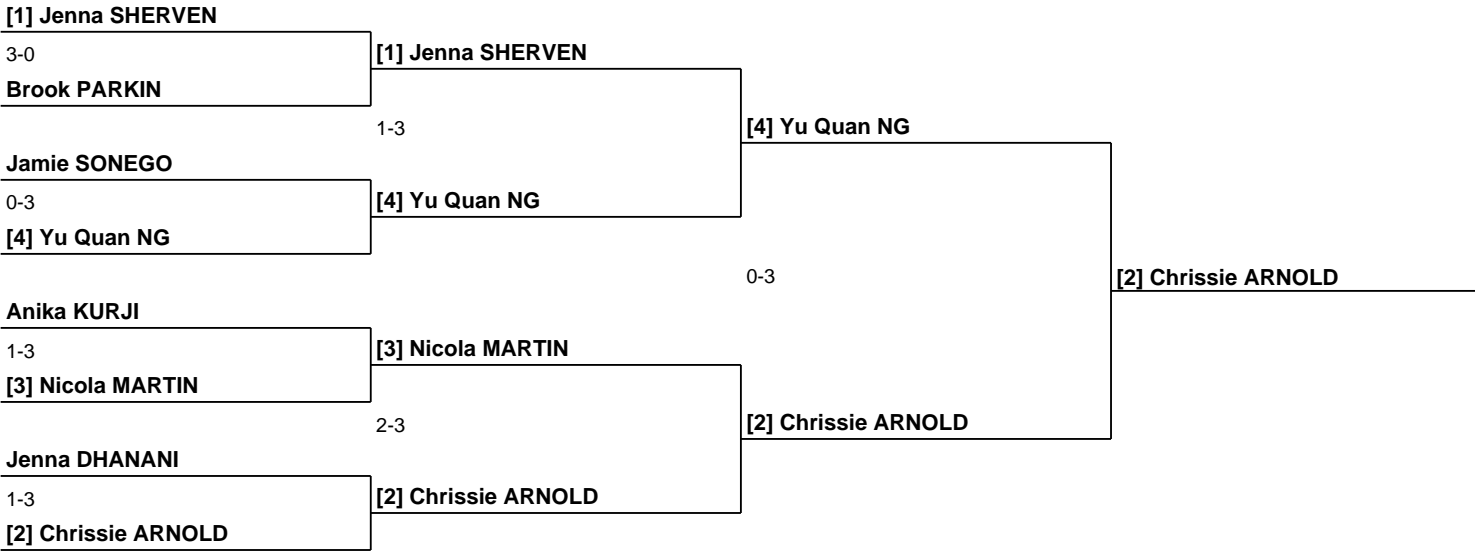 [1] Jenna SHERVEN
3-0
[1] Jenna SHERVEN
Brook PARKIN
1-3
[4] Yu Quan NG
Jamie SONEGO
0-3
[4] Yu Quan NG
[4] Yu Quan NG
0-3
[2] Chrissie ARNOLD
Anika KURJI
1-3
[3] Nicola MARTIN
[3] Nicola MARTIN
2-3
[2] Chrissie ARNOLD
Jenna DHANANI
1-3
[2] Chrissie ARNOLD
[2] Chrissie ARNOLD